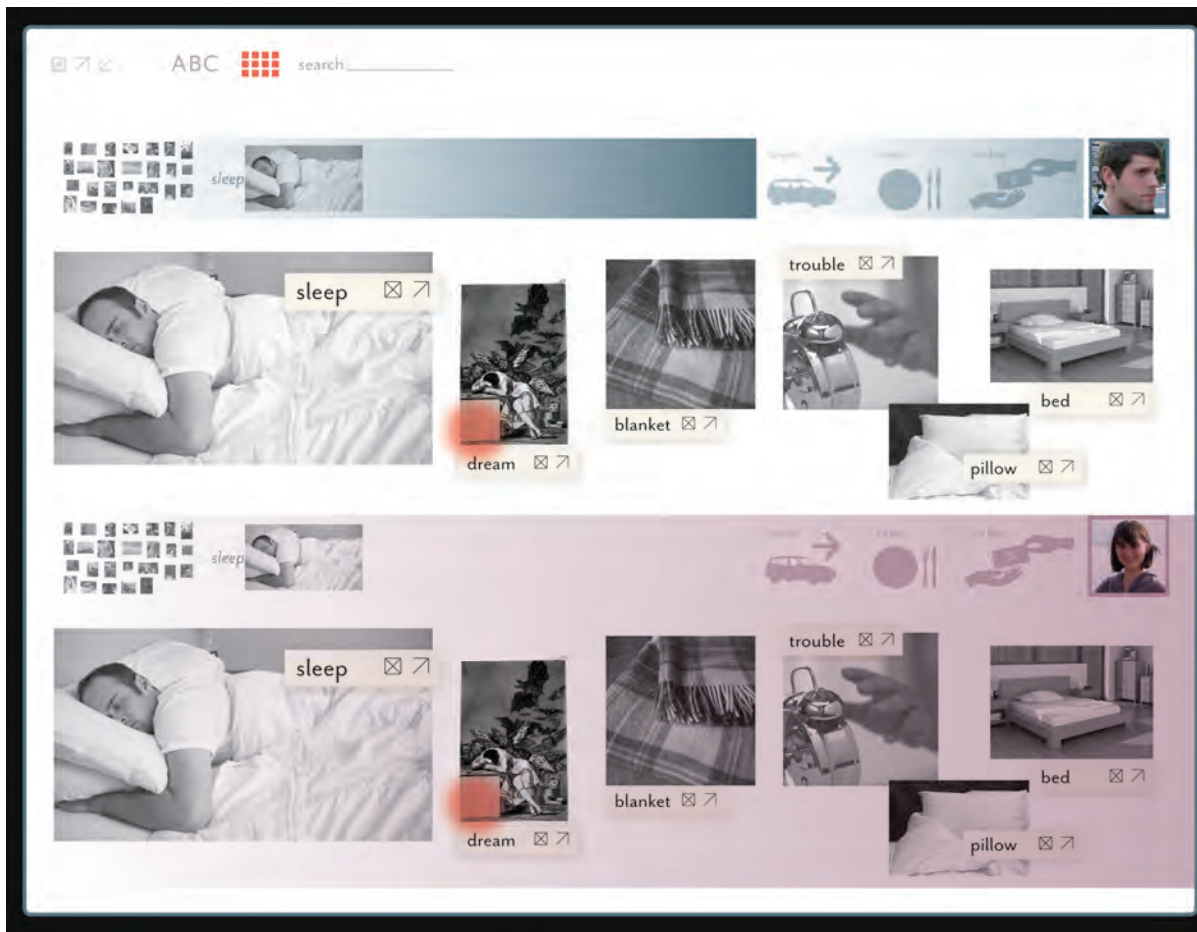 ABC search
sleep
sleep
trouble
blanket
bed
dream
pillow
sleep
sleep
trouble
blanket
bed
dream
pillow